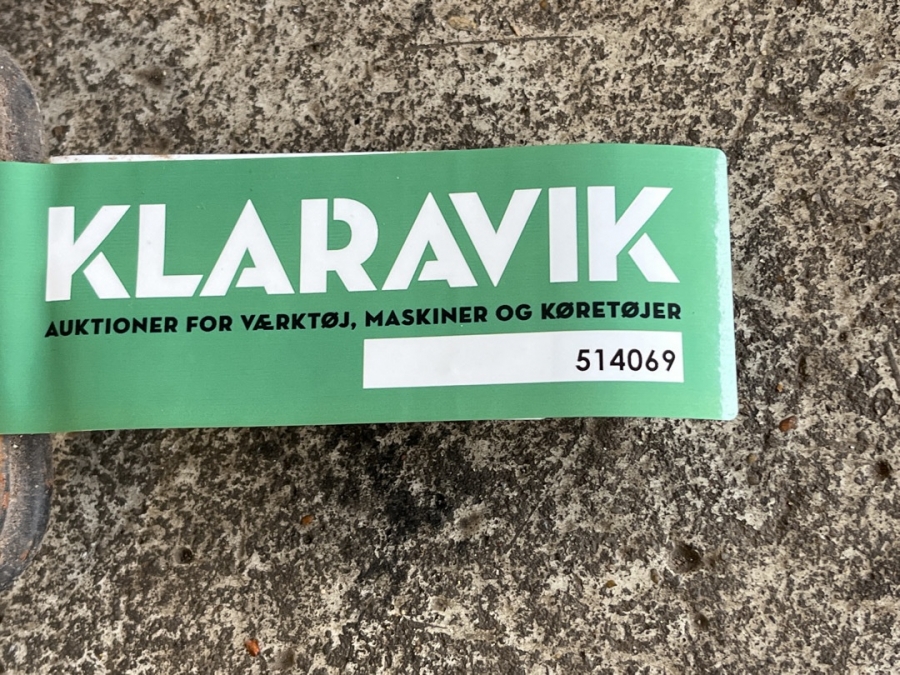 KLARAVIK
AUKTIONER FOR VÆRKTØJ, MASKINER OG KØRETØJER
514069